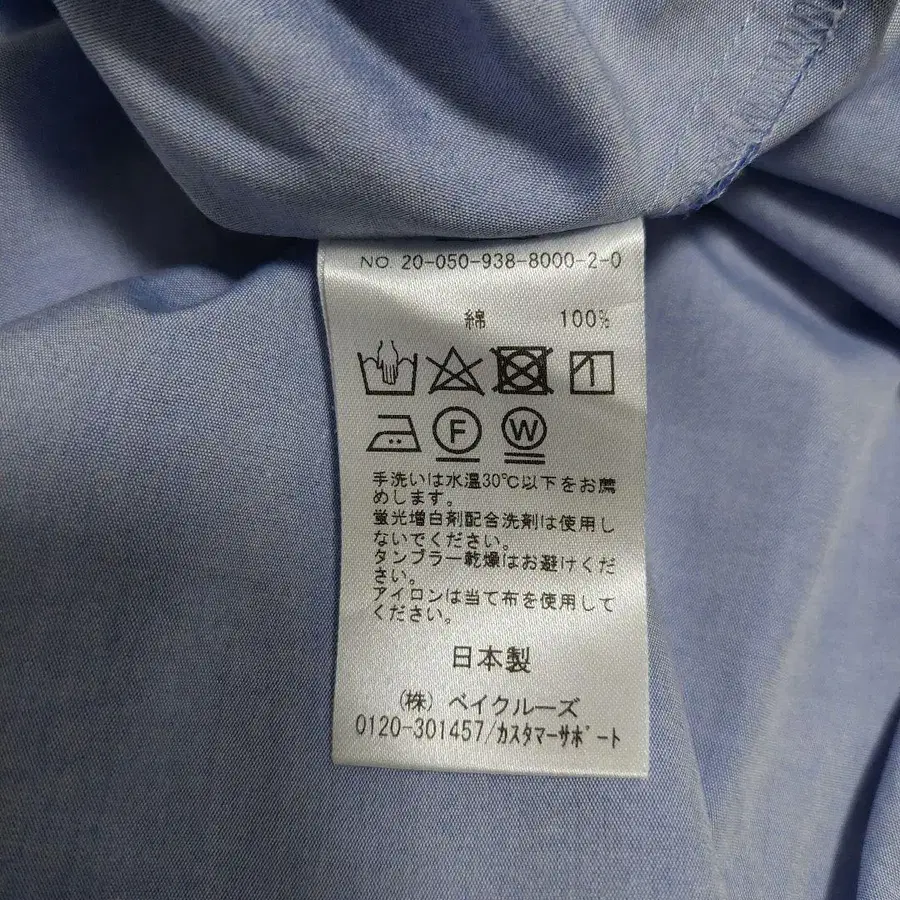 NO. 20-050-938-8000-2-0
綿 100%
F W
手洗いは水温30℃以下をお薦
めします。
蛍光増白剤配合洗剤は使用し
ないでください。
タンブラー乾燥はお避けくだ
さい。
アイロンは当て布を使用して
ください。
日本製
(株) ベイクルーズ
0120-301457/カスタマーサポート